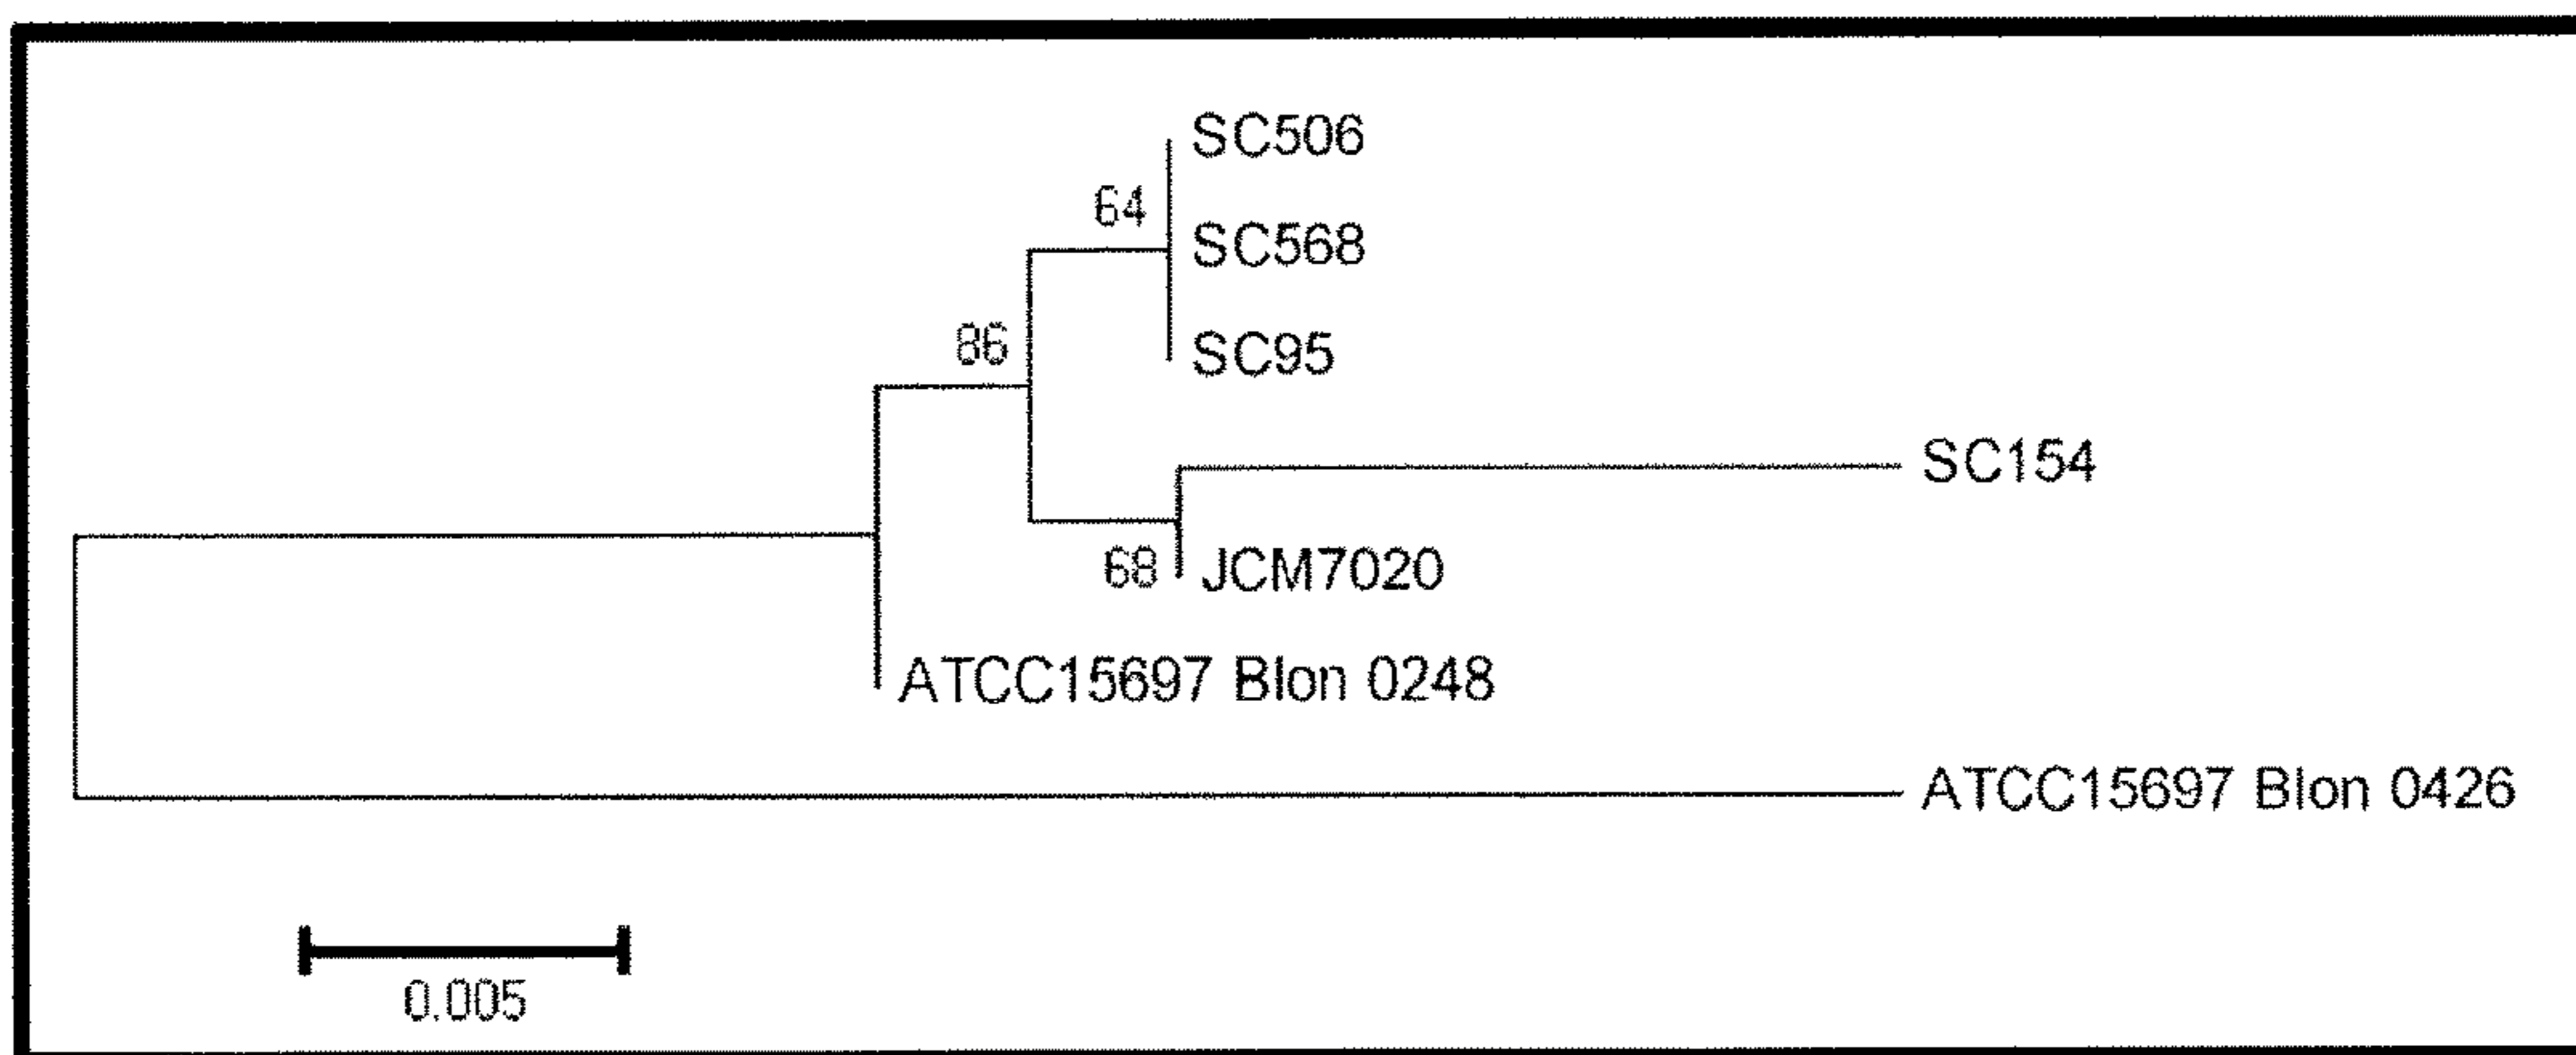 SC506
64
SC568
86
SC95
SC154
68
JCM7020
ATCC15697 Blon 0248
ATCC15697 Blon 0426
0.005